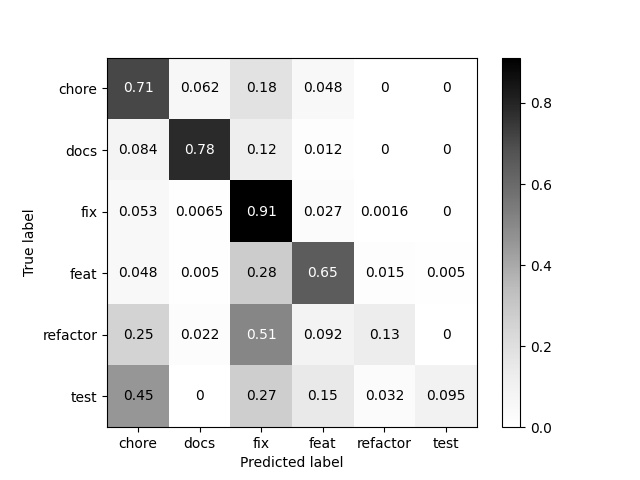 chore 0.71 0.062 0.18 0.048 0 0
docs 0.084 0.78 0.12 0.012 0 0
fix 0.053 0.0065 0.91 0.027 0.0016 0
feat 0.048 0.005 0.28 0.65 0.015 0.005
refactor 0.25 0.022 0.51 0.092 0.13 0
test 0.45 0 0.27 0.15 0.032 0.095
chore docs fix feat refactor test
Predicted label
True label
0.8
0.6
0.4
0.2
0.0